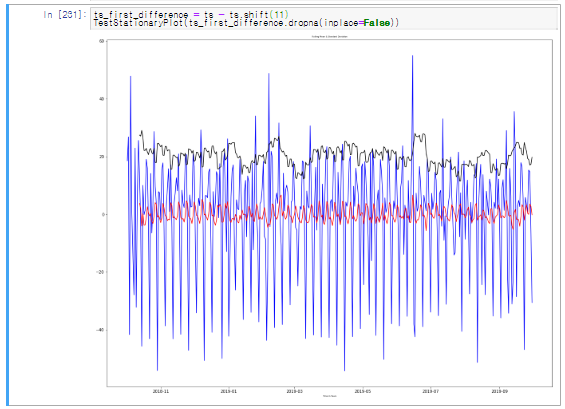 In [231]: ts_first_difference = ts - ts.shift(11)
TestStationaryPlot(ts_first_difference.dropna(inplace=False))
60
40
20
0
-20
-40
2018-11 2019-01 2019-03 2019-05 2019-07 2019-09